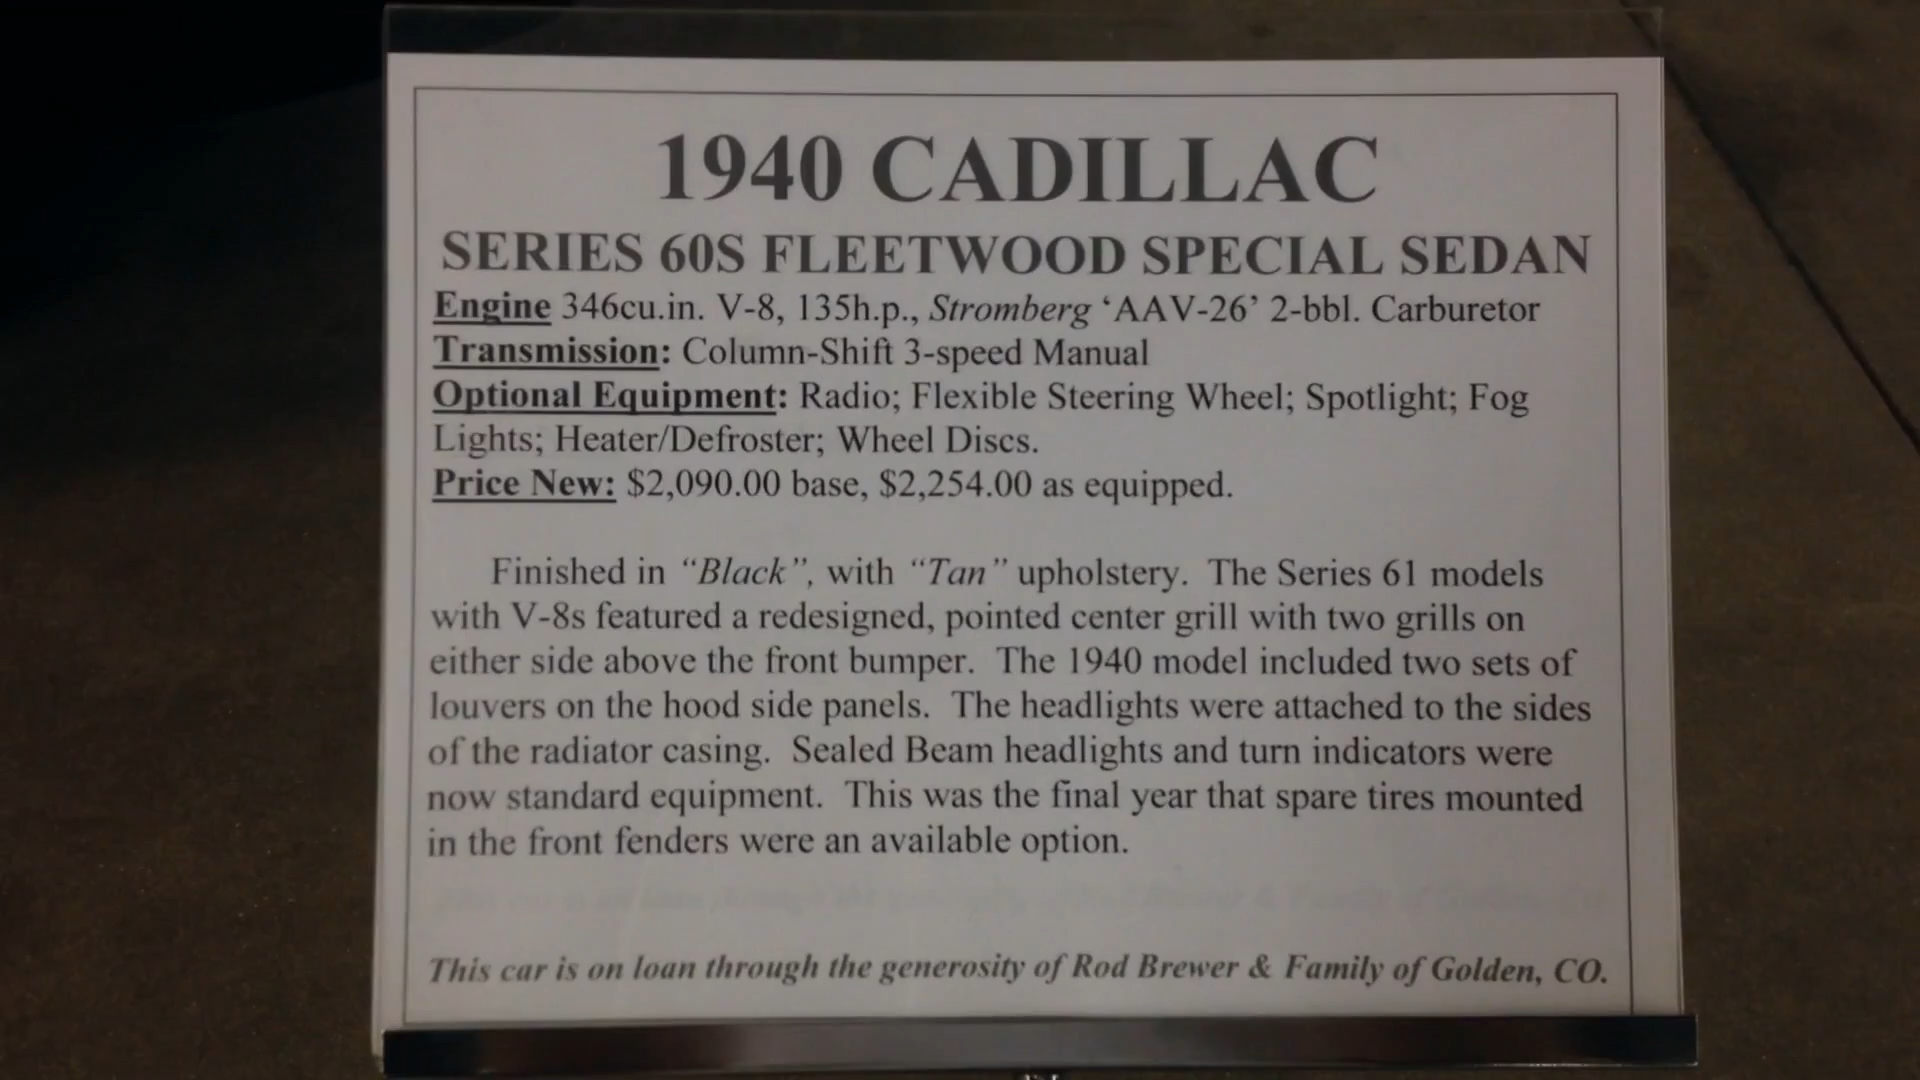 1940 CADILLAC
SERIES 60S FLEETWOOD SPECIAL SEDAN
Engine 346cu.in. V-8, 135h.p., Stromberg ‘AAV-26’ 2-bbl. Carburetor
Transmission: Column-Shift 3-speed Manual
Optional Equipment: Radio; Flexible Steering Wheel; Spotlight; Fog
Lights; Heater/Defroster; Wheel Discs.
Price New: $2,090.00 base, $2,254.00 as equipped.
Finished in “Black”, with “Tan” upholstery. The Series 61 models
with V-8s featured a redesigned, pointed center grill with two grills on
either side above the front bumper. The 1940 model included two sets of
louvers on the hood side panels. The headlights were attached to the sides
of the radiator casing. Sealed Beam headlights and turn indicators were
now standard equipment. This was the final year that spare tires mounted
in the front fenders were an available option.
This car is on loan through the generosity of Rod Brewer & Family of Golden, CO.